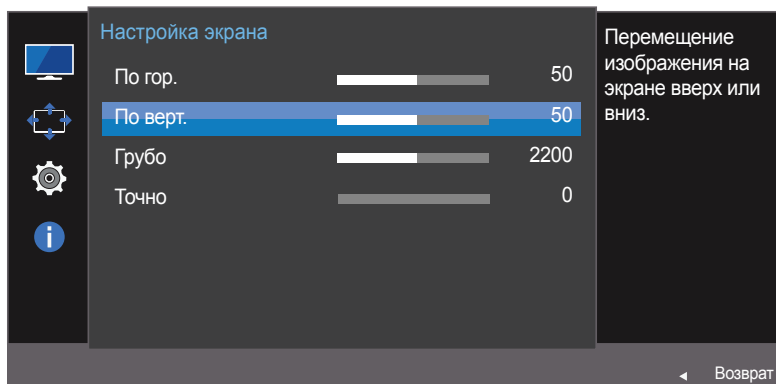 Настройка экрана
По гор. 50
По верт. 50
Грубо 2200
Точно 0
Перемещение
изображения на
экране вверх или
вниз.
Возврат